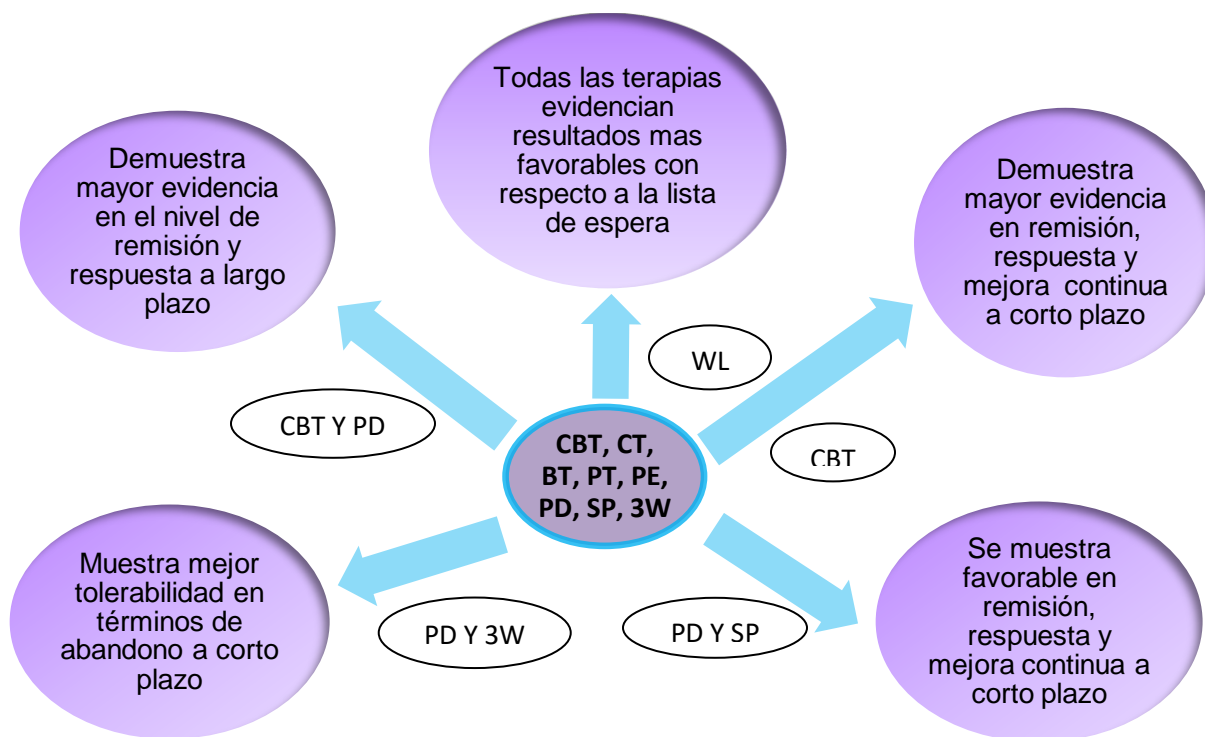 Todas las terapias
evidencian
resultados mas
favorables con
respecto a la lista
de espera
Demuestra
mayor evidencia
en el nivel de
remisión y
respuesta a largo
plazo
Demuestra
mayor evidencia
en remisión,
respuesta y
mejora continua
a corto plazo
WL
CBT Y PD
CBT
CBT, CT,
BT, PT, PE,
PD, SP, 3W
Muestra mejor
tolerabilidad en
términos de
abandono a corto
plazo
PD Y 3W
PD Y SP
Se muestra
favorable en
remisión,
respuesta y
mejora continua a
corto plazo